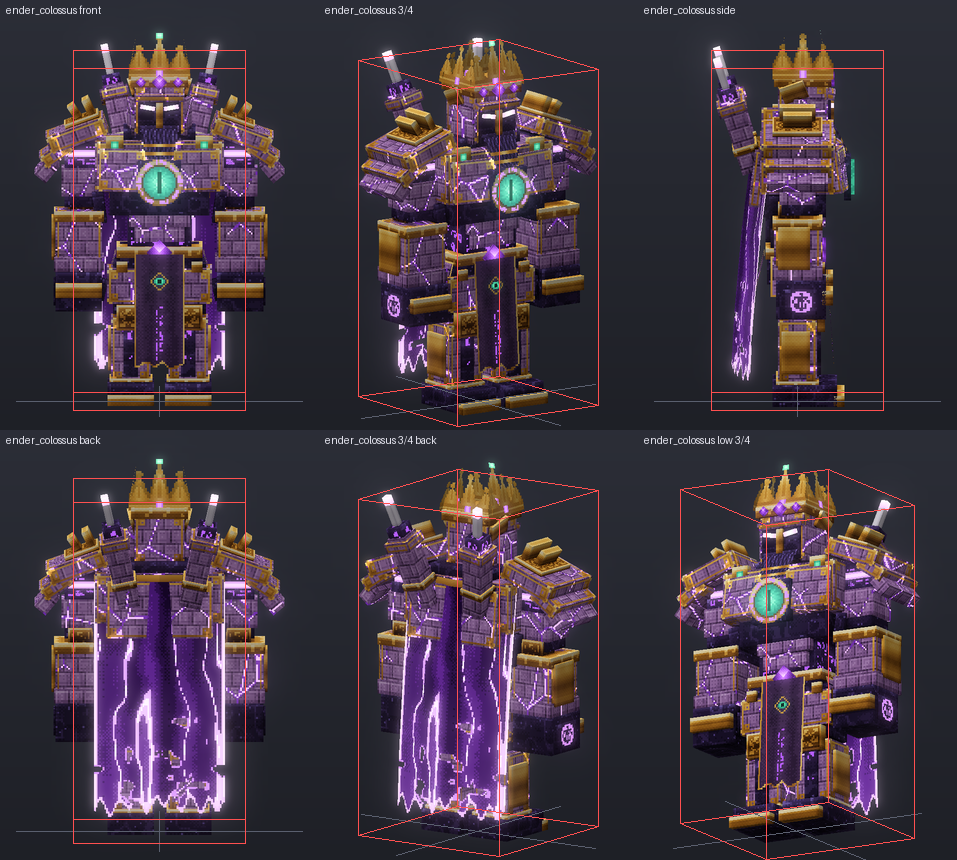 ender_colossus front
ender_colossus 3/4
ender_colossus side
ender_colossus back
ender_colossus 3/4 back
ender_colossus low 3/4